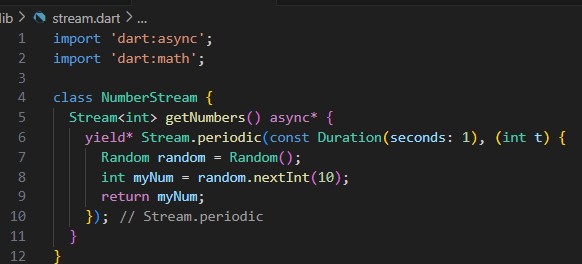 lib > stream.dart > ...
1 import 'dart:async';
2 import 'dart:math';
3
4 class NumberStream {
5   Stream<int> getNumbers() async* {
6     yield* Stream.periodic(const Duration(seconds: 1), (int t) {
7       Random random = Random();
8       int myNum = random.nextInt(10);
9       return myNum;
10     }); // Stream.periodic
11   }
12 }